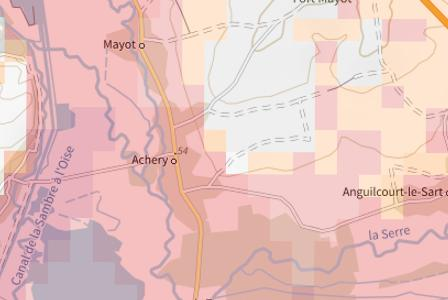 Fort Mayot
Mayot
54
Achery
Anguilcourt-le-Sart
la Serre
Canal de la Sambre à l'Oise